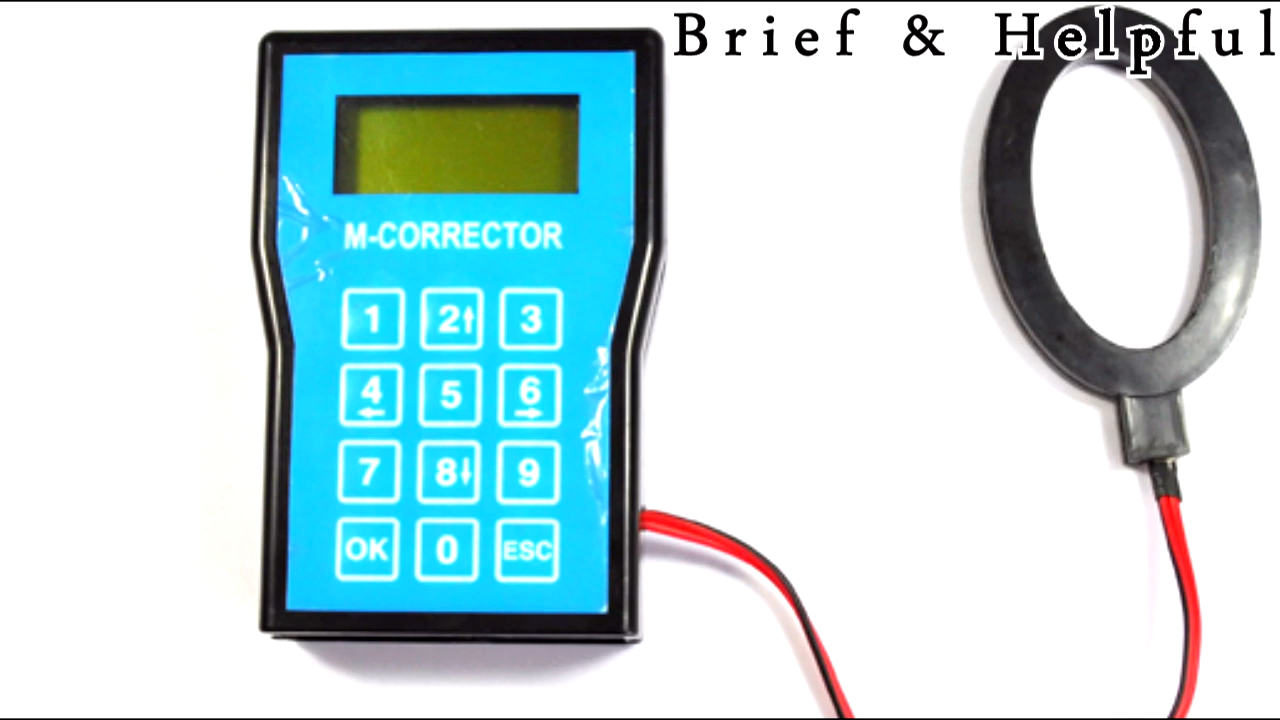 Brief & Helpful
M-CORRECTOR
1 2↑ 3
4← 5 6→
7 8↓ 9
OK 0 ESC